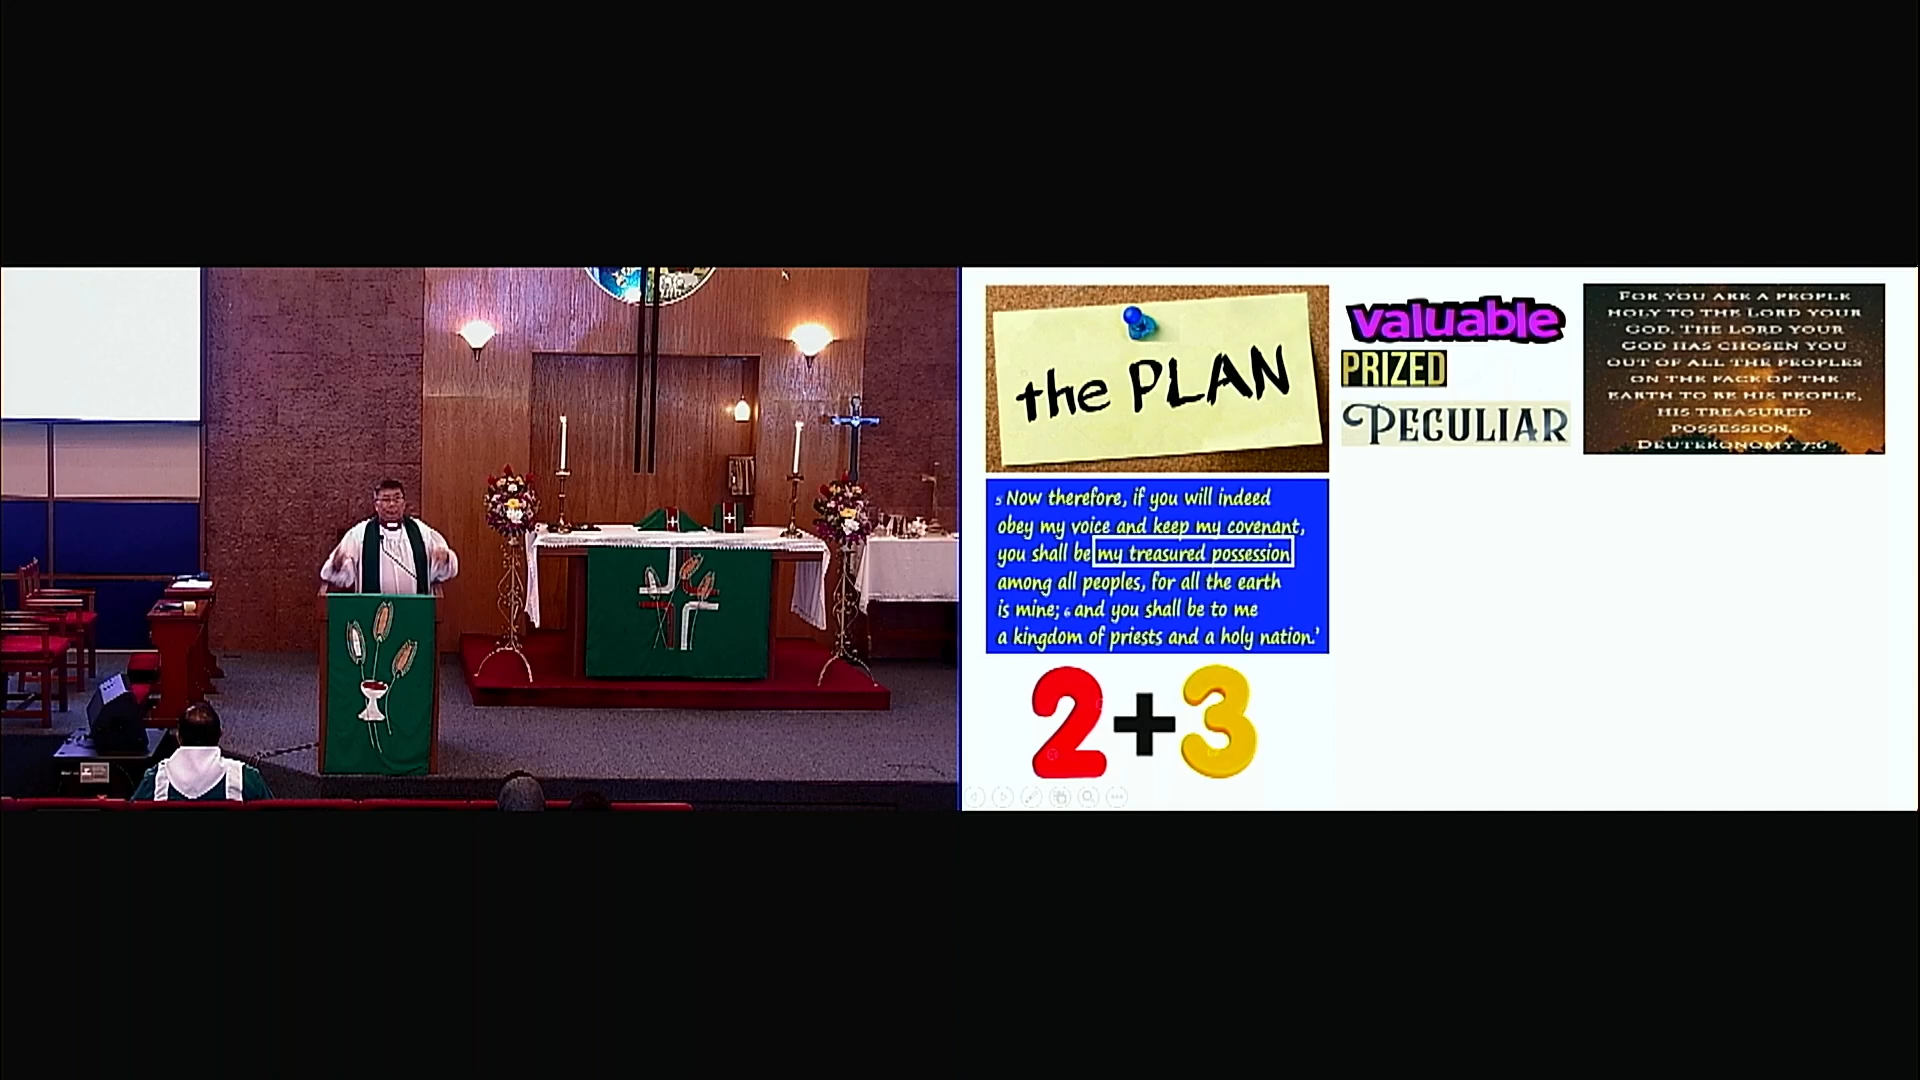 the PLAN
5 Now therefore, if you will indeed
obey my voice and keep my covenant,
you shall be my treasured possession
among all peoples, for all the earth
is mine; 6 and you shall be to me
a kingdom of priests and a holy nation.'
2+3
valuable
PRIZED
PECULIAR
FOR YOU ARE A PEOPLE
HOLY TO THE LORD YOUR
GOD. THE LORD YOUR
GOD HAS CHOSEN YOU
OUT OF ALL THE PEOPLES
ON THE FACE OF THE
EARTH TO BE HIS PEOPLE,
HIS TREASURED
POSSESSION.
DEUTERONOMY 7:6